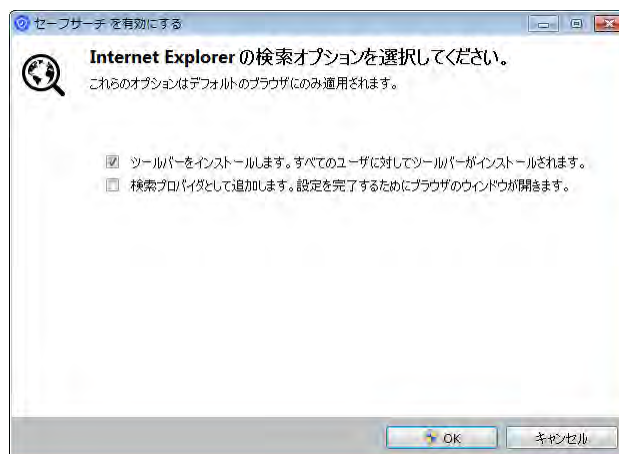 セーフサーチ を有効にする
Internet Explorer の検索オプションを選択してください。
これらのオプションはデフォルトのブラウザにのみ適用されます。
ツールバーをインストールします。すべてのユーザに対してツールバーがインストールされます。
検索プロバイダとして追加します。設定を完了するためにブラウザのウィンドウが開きます。
OK
キャンセル